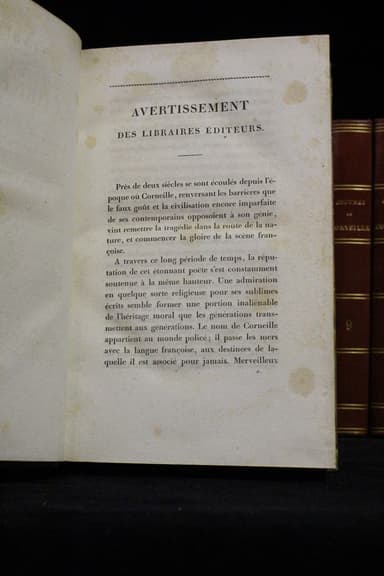 AVERTISSEMENT
DES LIBRAIRES ÉDITEURS.
Près de deux siècles se sont écoulés depuis l'é-
poque où Corneille, renversant les barrières que
le faux goût et la civilisation encore imparfaite
de ses contemporains opposoient à son génie,
vint remettre la tragédie dans la route de la na-
ture, et commencer la gloire de la scène fran-
çoise.
A travers ce long période de temps, la répu-
tation de cet étonnant poëte s'est constamment
soutenue à la même hauteur. Une admiration
en quelque sorte religieuse pour ses sublimes
écrits semble former une portion inaliénable
de l'héritage moral que les générations trans-
mettent aux générations. Le nom de Corneille
appartient au monde policé; il passe les mers
avec la langue françoise, aux destinées de la-
quelle il est associé pour jamais. Merveilleux
OEUVRES
DE
CORNEILLE
9